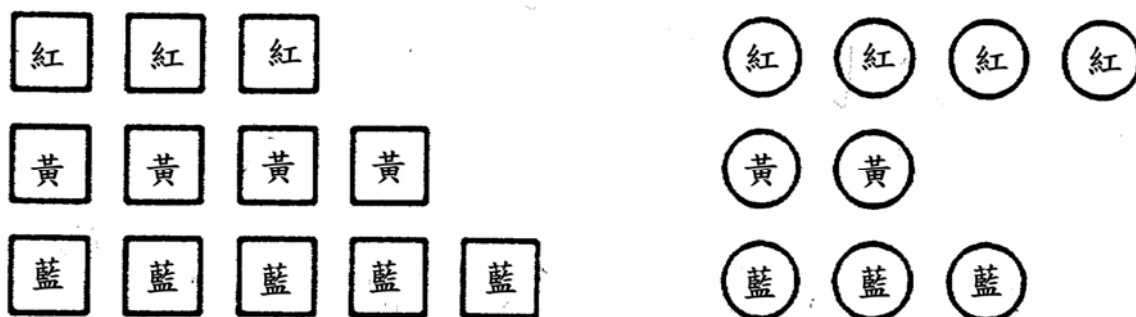 紅 紅 紅 紅 紅 紅 紅
黃 黃 黃 黃 黃 黃
藍 藍 藍 藍 藍 藍 藍 藍